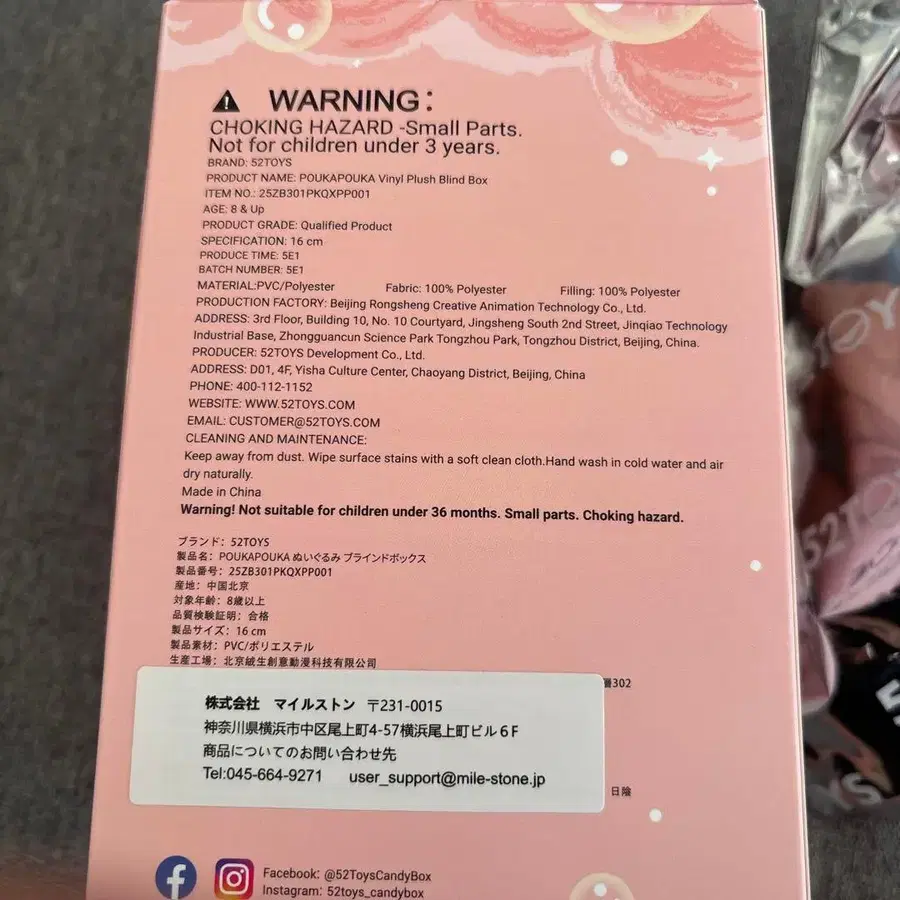 WARNING:
CHOKING HAZARD -Small Parts.
Not for children under 3 years.
BRAND: 52TOYS
PRODUCT NAME: POUKAPOUKA Vinyl Plush Blind Box
ITEM NO.: 25ZB301PKQXPP001
AGE: 8 & Up
PRODUCT GRADE: Qualified Product
SPECIFICATION: 16 cm
PRODUCE TIME: 5E1
BATCH NUMBER: 5E1
MATERIAL:PVC/Polyester Fabric: 100% Polyester Filling: 100% Polyester
PRODUCTION FACTORY: Beijing Rongsheng Creative Animation Technology Co., Ltd.
ADDRESS: 3rd Floor, Building 10, No. 10 Courtyard, Jingsheng South 2nd Street, Jinqiao Technology
Industrial Base, Zhongguancun Science Park Tongzhou Park, Tongzhou District, Beijing, China.
PRODUCER: 52TOYS Development Co., Ltd.
ADDRESS: D01, 4F, Yisha Culture Center, Chaoyang District, Beijing, China
PHONE: 400-112-1152
WEBSITE: WWW.52TOYS.COM
EMAIL: CUSTOMER@52TOYS.COM
CLEANING AND MAINTENANCE:
Keep away from dust. Wipe surface stains with a soft clean cloth.Hand wash in cold water and air
dry naturally.
Made in China
Warning! Not suitable for children under 36 months. Small parts. Choking hazard.
ブランド：52TOYS
製品名：POUKAPOUKA ぬいぐるみ ブラインドボックス
製品番号：25ZB301PKQXPP001
産地：中国北京
対象年齢：8歳以上
品質検験証明：合格
製品サイズ：16 cm
製品素材：PVC/ポリエステル
生産工場：北京絨生創意動漫科技有限公司
層302
株式会社 マイルストン 〒231-0015
神奈川県横浜市中区尾上町4-57横浜尾上町ビル６F
商品についてのお問い合わせ先
Tel:045-664-9271 user_support@mile-stone.jp
日陰
Facebook: @52ToysCandyBox
Instagram: 52toys_candybox
52TOYS